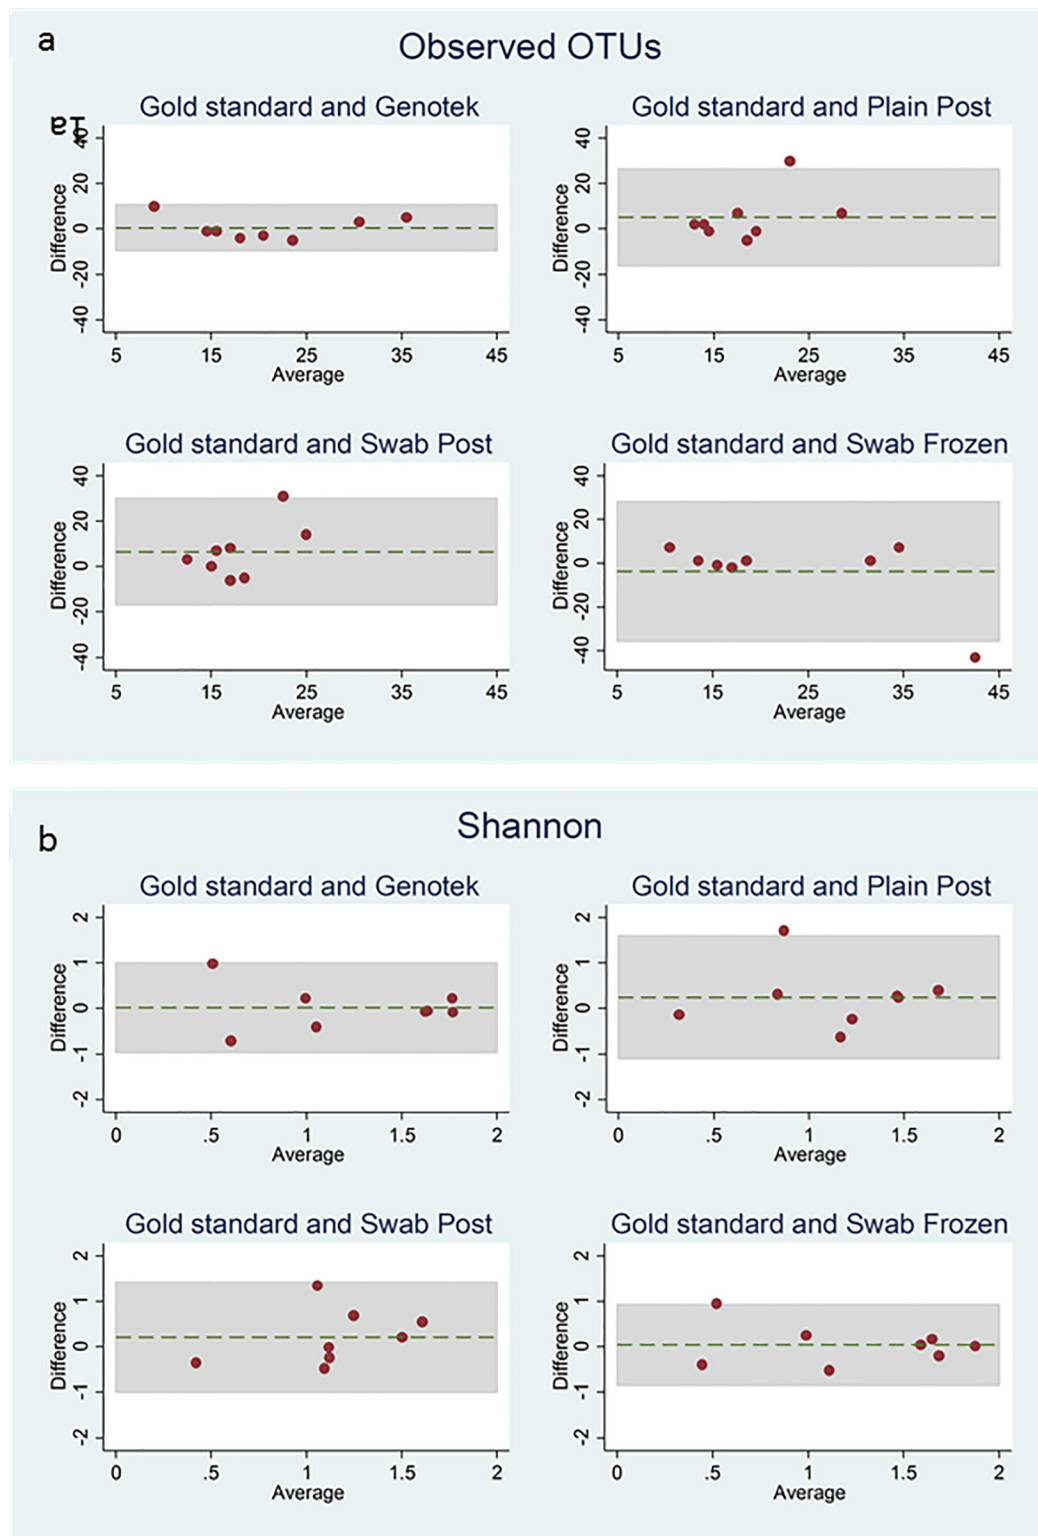 a
Observed OTUs
Gold standard and Genotek
Gold standard and Plain Post
Difference
40
20
0
-20
-40
5 15 25 35 45
Average
Difference
40
20
0
-20
-40
5 15 25 35 45
Average
Gold standard and Swab Post
Gold standard and Swab Frozen
Difference
40
20
0
-20
-40
5 15 25 35 45
Average
Difference
40
20
0
-20
-40
5 15 25 35 45
Average
b
Shannon
Gold standard and Genotek
Gold standard and Plain Post
Difference
2
1
0
-1
-2
0 .5 1 1.5 2
Average
Difference
2
1
0
-1
-2
0 .5 1 1.5 2
Average
Gold standard and Swab Post
Gold standard and Swab Frozen
Difference
2
1
0
-1
-2
0 .5 1 1.5 2
Average
Difference
2
1
0
-1
-2
0 .5 1 1.5 2
Average